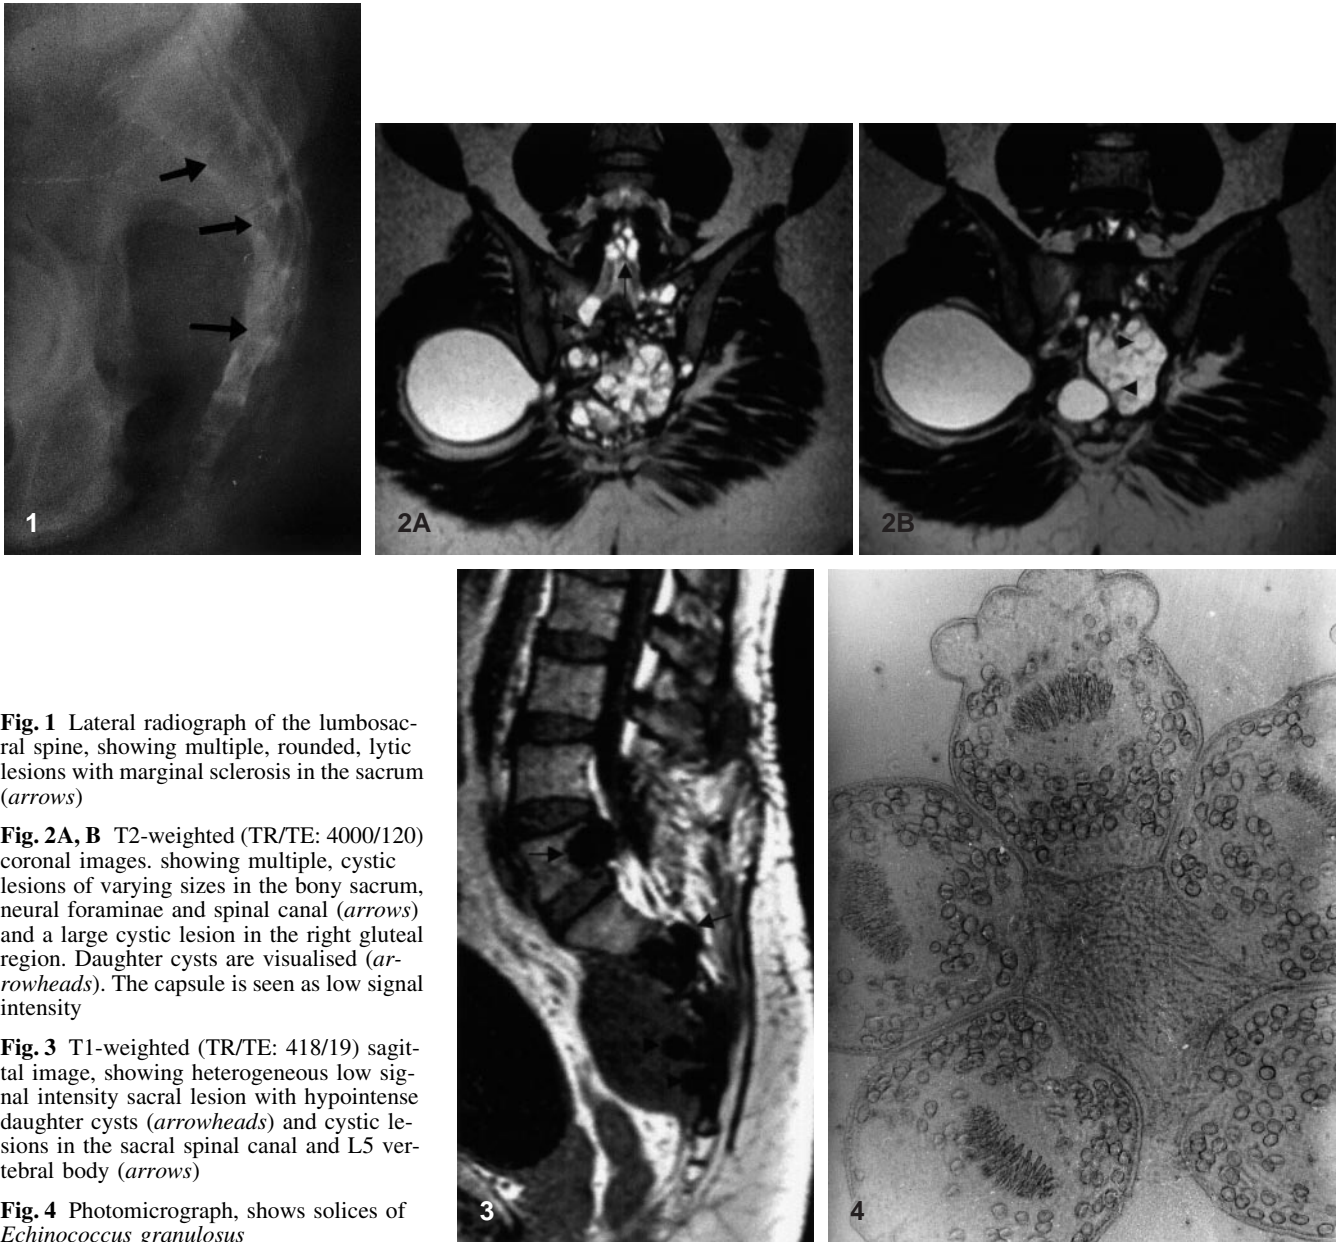 1
2A
2B
Fig. 1 Lateral radiograph of the lumbosac-
ral spine, showing multiple, rounded, lytic
lesions with marginal sclerosis in the sacrum
(arrows)
Fig. 2A, B T2-weighted (TR/TE: 4000/120)
coronal images. showing multiple, cystic
lesions of varying sizes in the bony sacrum,
neural foraminae and spinal canal (arrows)
and a large cystic lesion in the right gluteal
region. Daughter cysts are visualised (ar-
rowheads). The capsule is seen as low signal
intensity
Fig. 3 T1-weighted (TR/TE: 418/19) sagit-
tal image, showing heterogeneous low sig-
nal intensity sacral lesion with hypointense
daughter cysts (arrowheads) and cystic le-
sions in the sacral spinal canal and L5 ver-
tebral body (arrows)
Fig. 4 Photomicrograph, shows solices of
Echinococcus granulosus
3
4